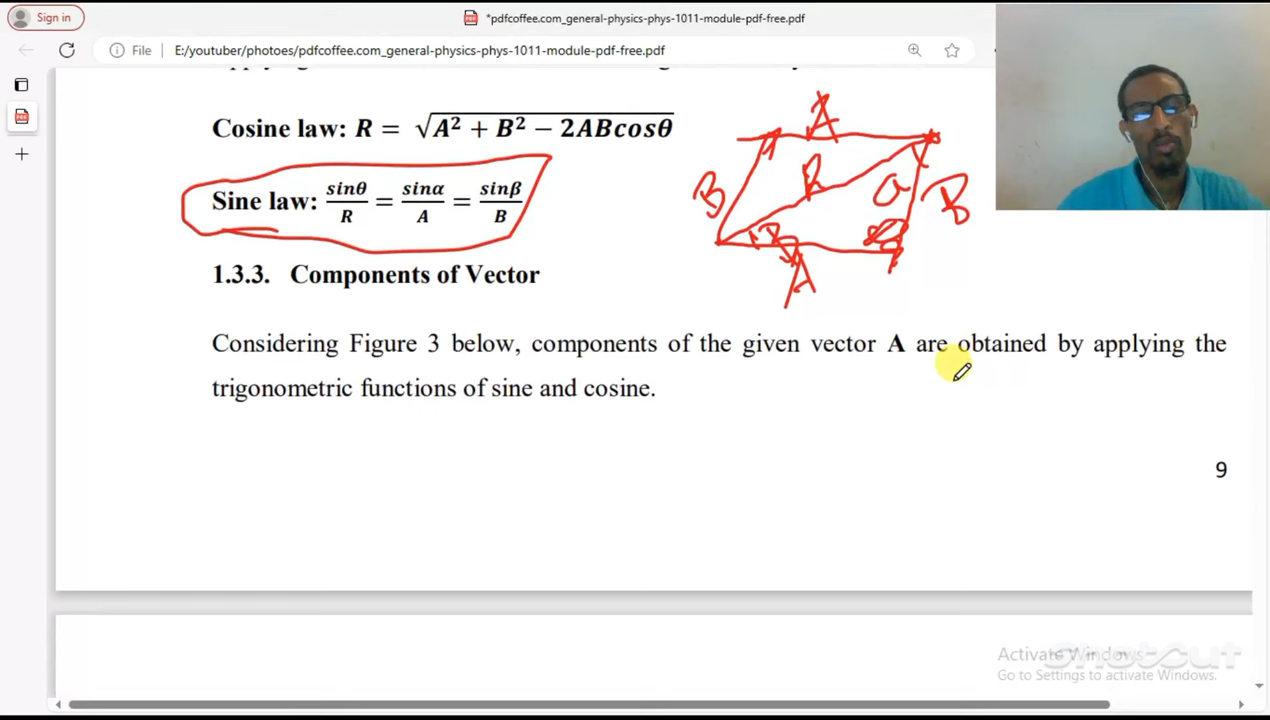 Sign in
*pdfcoffee.com_general-physics-phys-1011-module-pdf-free.pdf
File E:/youtuber/photoes/pdfcoffee.com_general-physics-phys-1011-module-pdf-free.pdf
Cosine law: R = √A² + B² − 2ABcosθ
Sine law: sinθ/R = sinα/A = sinβ/B
A
B
R
α
B
A
1.3.3. Components of Vector
Considering Figure 3 below, components of the given vector A are obtained by applying the
trigonometric functions of sine and cosine.
9
Activate Windows
Go to Settings to activate Windows.
Shotcut